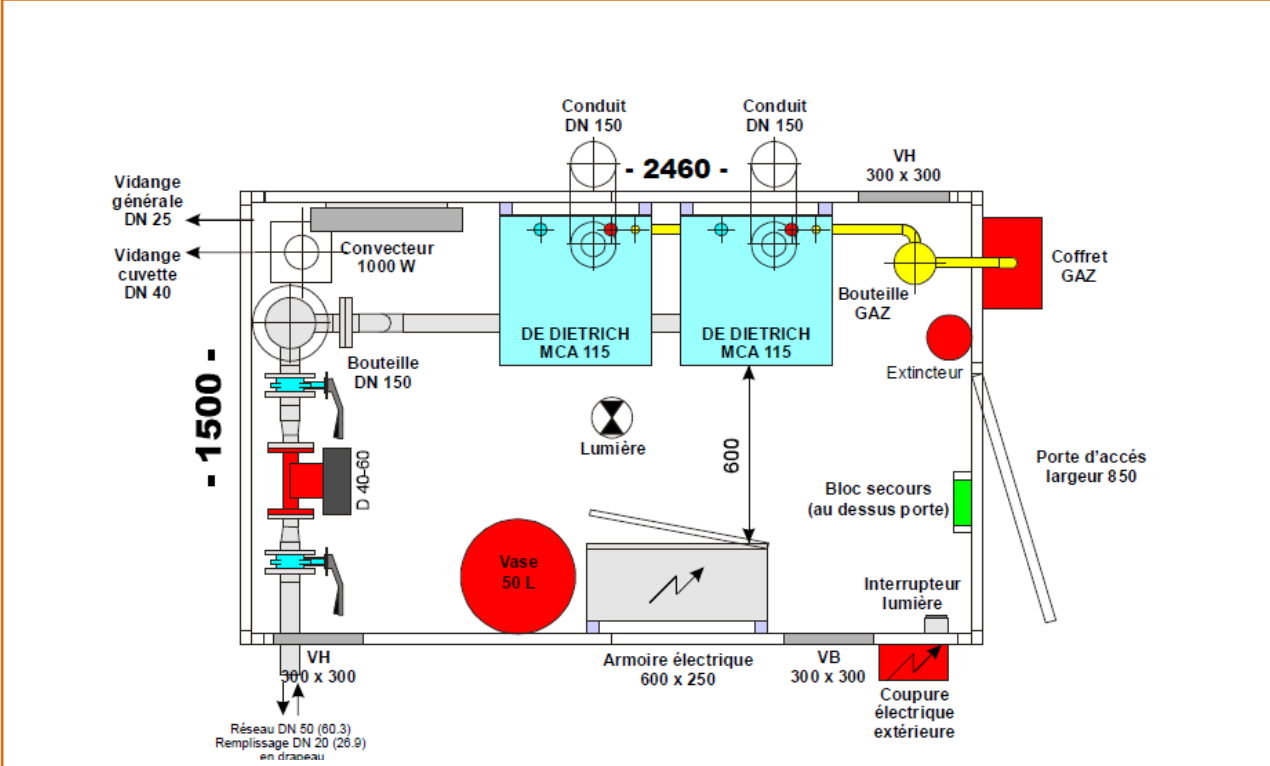 Conduit
DN 150
Conduit
DN 150
- 2460 -
VH
300 x 300
Vidange
générale
DN 25
Vidange
cuvette
DN 40
Convecteur
1000 W
Coffret
GAZ
Bouteille
GAZ
DE DIETRICH
MCA 115
DE DIETRICH
MCA 115
Bouteille
DN 150
Extincteur
- 1500 -
Lumière
600
D 40-60
Porte d'accés
largeur 850
Bloc secours
(au dessus porte)
Vase
50 L
Interrupteur
lumière
VH
300 x 300
Armoire électrique
600 x 250
VB
300 x 300
Coupure
électrique
extérieure
Réseau DN 50 (60.3)
Remplissage DN 20 (26.9)
en drapeau